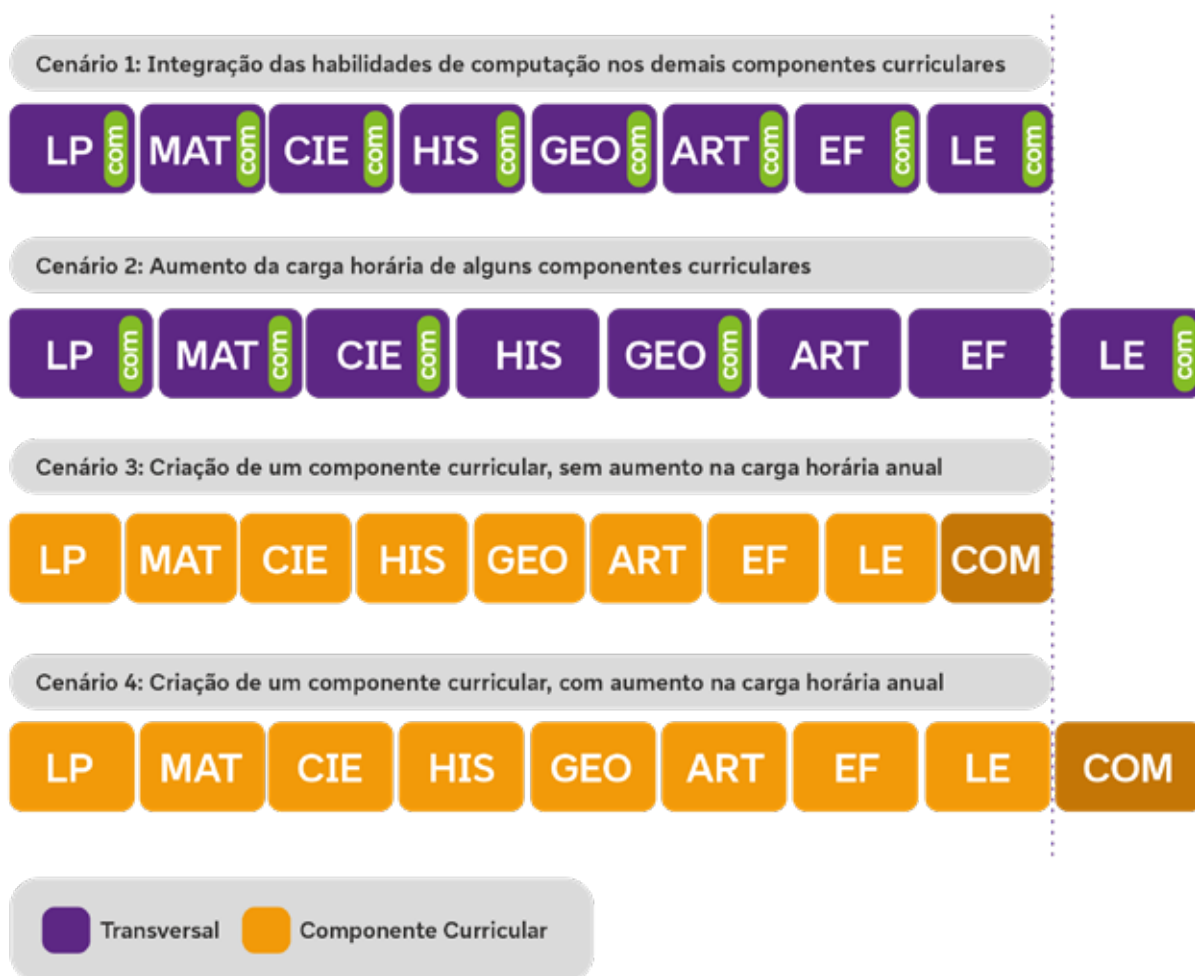 Cenário 1: Integração das habilidades de computação nos demais componentes curriculares
LP com MAT com CIE com HIS com GEO com ART com EF com LE com
Cenário 2: Aumento da carga horária de alguns componentes curriculares
LP com MAT com CIE com HIS GEO com ART EF LE com
Cenário 3: Criação de um componente curricular, sem aumento na carga horária anual
LP MAT CIE HIS GEO ART EF LE COM
Cenário 4: Criação de um componente curricular, com aumento na carga horária anual
LP MAT CIE HIS GEO ART EF LE COM
Transversal Componente Curricular